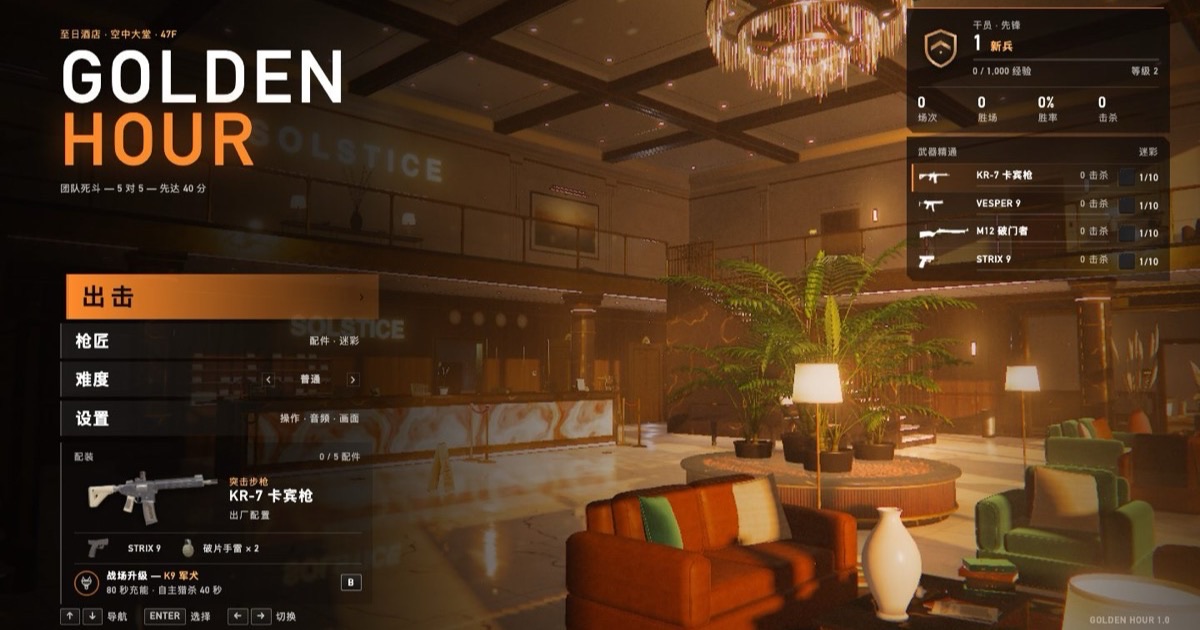 至日酒店 · 空中大堂 · 47F
GOLDEN
HOUR
团队死斗 — 5 对 5 — 先达 40 分
SOLSTICE
SOLSTICE
出击 ›
枪匠 配件 · 迷彩
难度 ‹ 普通 ›
设置 操作 · 音频 · 画面
配装 0 / 5 配件
突击步枪
KR-7 卡宾枪
出厂配置
STRIX 9 破片手雷 × 2
战场升级 — K9 军犬
80 秒充能 · 自主猎杀 40 秒
B
↑ ↓ 导航 ENTER 选择 ← → 切换
干员 · 先锋
1 新兵
0 / 1,000 经验 等级 2
0 0 0% 0
场次 胜场 胜率 击杀
武器精通 迷彩
KR-7 卡宾枪 0 击杀 1/10
VESPER 9 0 击杀 1/10
M12 破门者 0 击杀 1/10
STRIX 9 0 击杀 1/10
GOLDEN HOUR 1.0